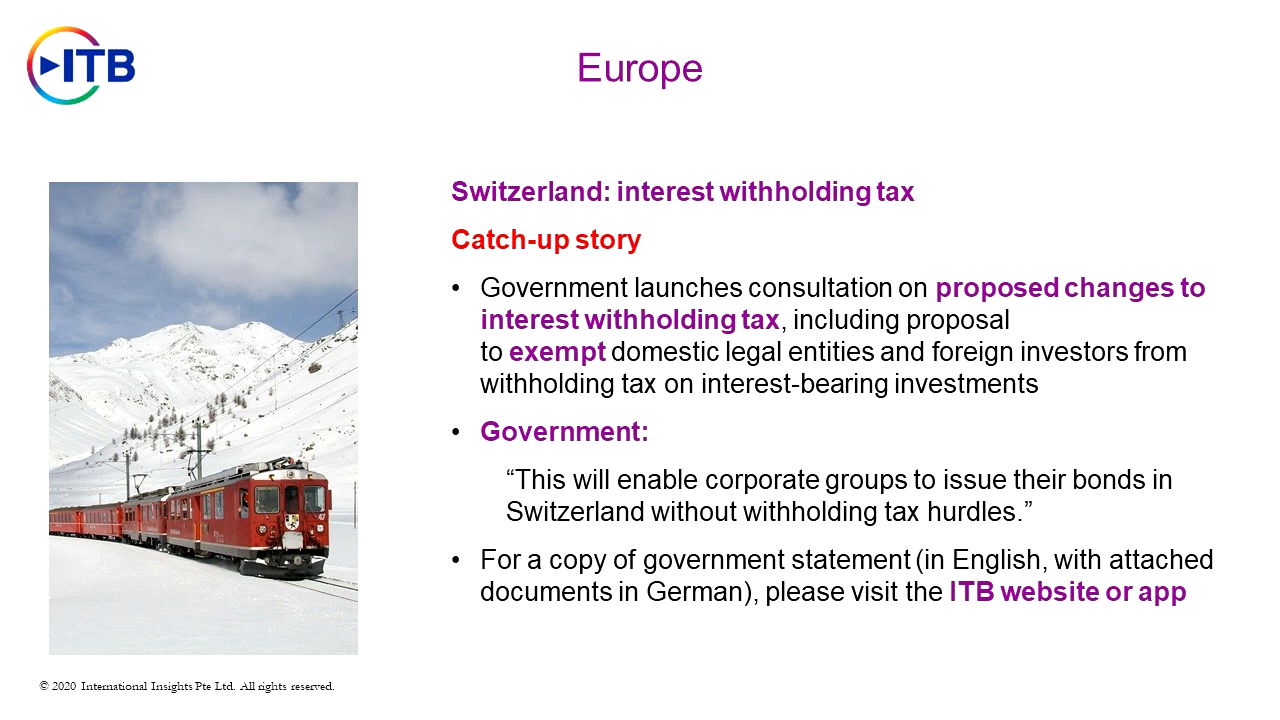 ITB
Europe
Switzerland: interest withholding tax
Catch-up story
• Government launches consultation on proposed changes to
interest withholding tax, including proposal
to exempt domestic legal entities and foreign investors from
withholding tax on interest-bearing investments
• Government:
“This will enable corporate groups to issue their bonds in
Switzerland without withholding tax hurdles.”
• For a copy of government statement (in English, with attached
documents in German), please visit the ITB website or app
© 2020 International Insights Pte Ltd. All rights reserved.